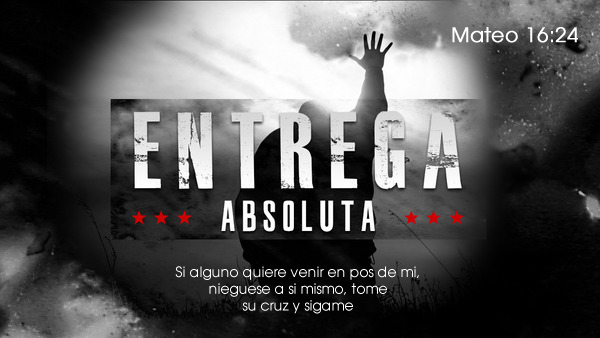 Mateo 16:24
ENTREGA
ABSOLUTA
Si alguno quiere venir en pos de mi,
nieguese a si mismo, tome
su cruz y sigame